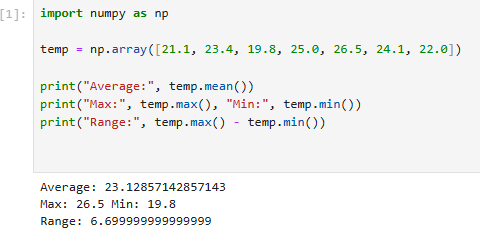 [1]: import numpy as np
temp = np.array([21.1, 23.4, 19.8, 25.0, 26.5, 24.1, 22.0])
print("Average:", temp.mean())
print("Max:", temp.max(), "Min:", temp.min())
print("Range:", temp.max() - temp.min())
Average: 23.12857142857143
Max: 26.5 Min: 19.8
Range: 6.699999999999999